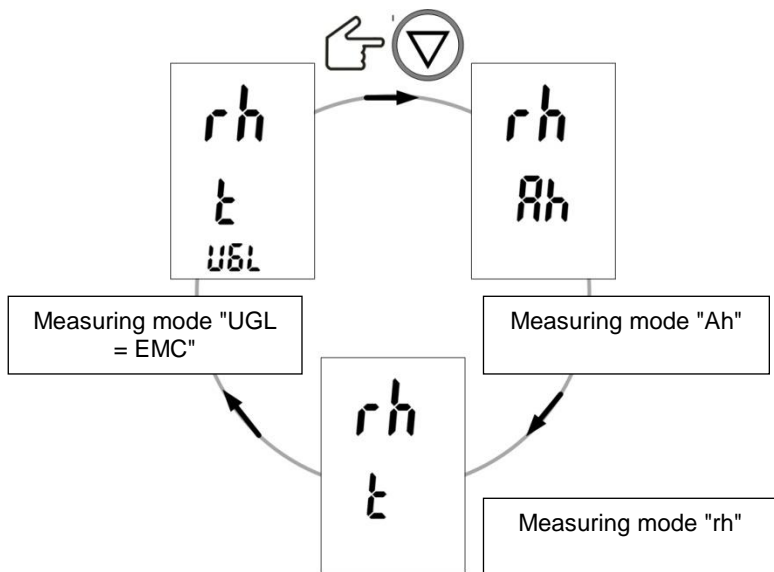 rh
t
UGL
rh
Ah
Measuring mode "UGL
= EMC"
Measuring mode "Ah"
rh
t
Measuring mode "rh"